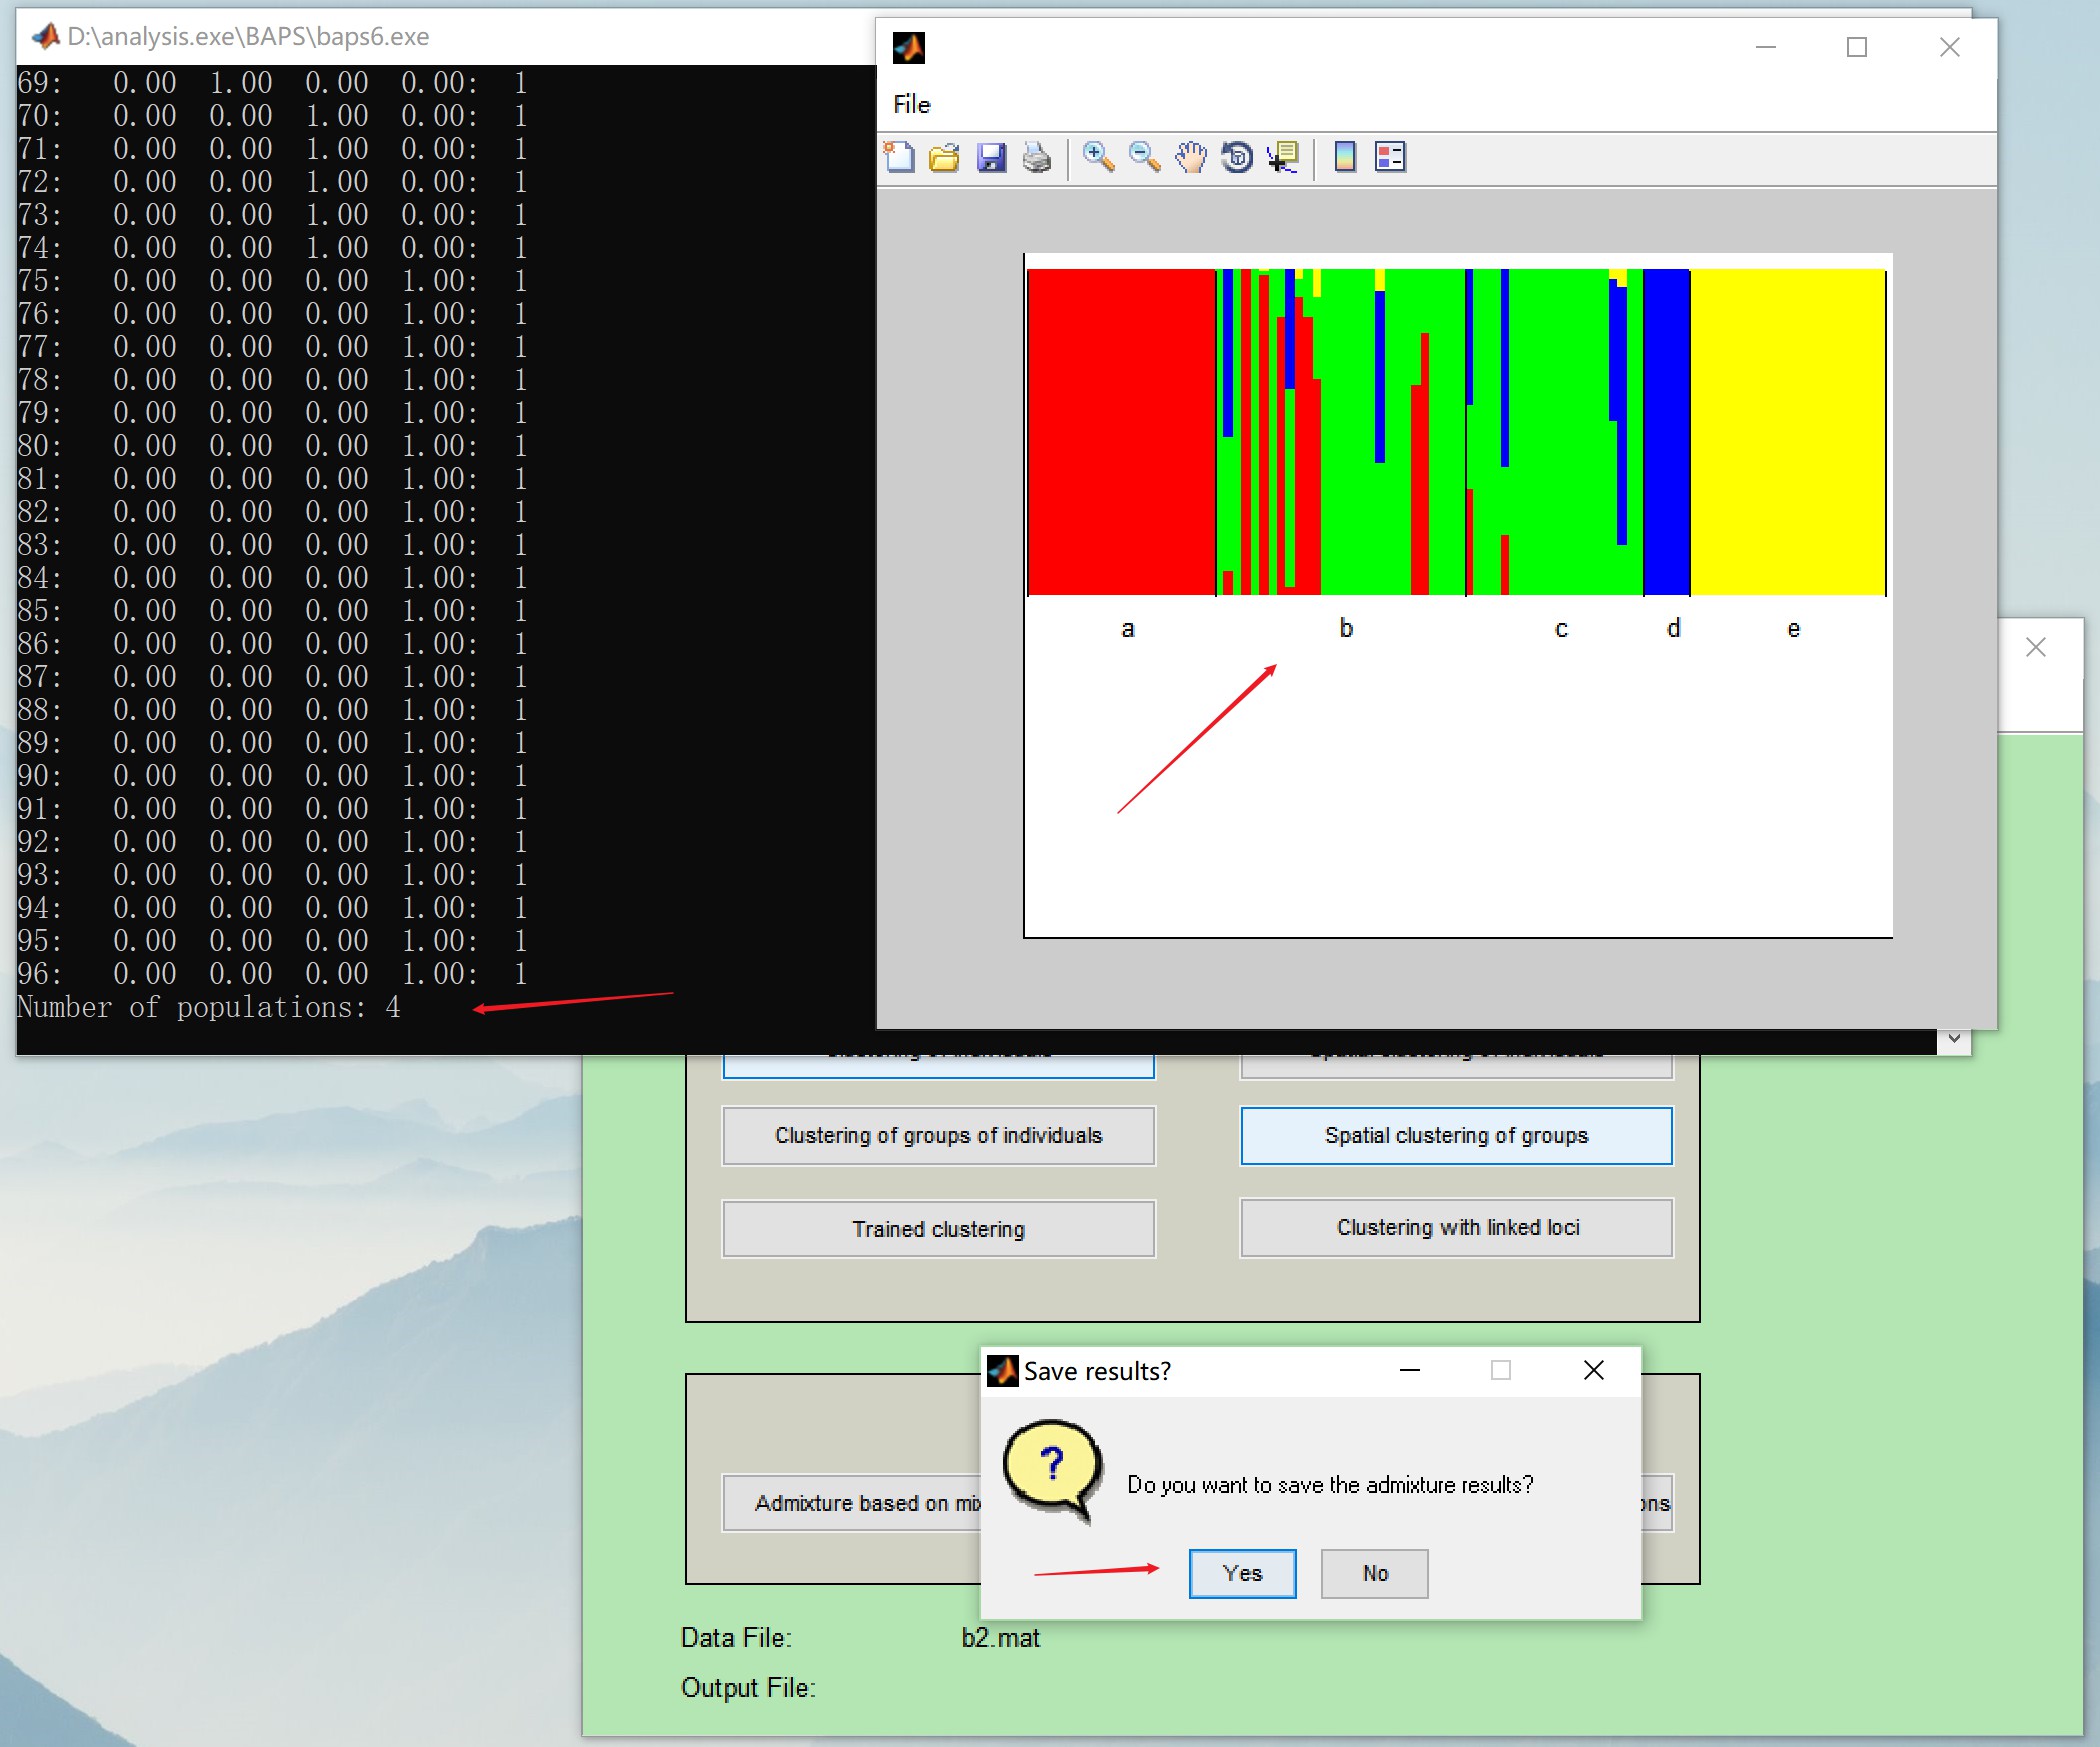 D:\analysis.exe\BAPS\baps6.exe
69: 0.00 1.00 0.00 0.00: 1
70: 0.00 0.00 1.00 0.00: 1
71: 0.00 0.00 1.00 0.00: 1
72: 0.00 0.00 1.00 0.00: 1
73: 0.00 0.00 1.00 0.00: 1
74: 0.00 0.00 1.00 0.00: 1
75: 0.00 0.00 0.00 1.00: 1
76: 0.00 0.00 0.00 1.00: 1
77: 0.00 0.00 0.00 1.00: 1
78: 0.00 0.00 0.00 1.00: 1
79: 0.00 0.00 0.00 1.00: 1
80: 0.00 0.00 0.00 1.00: 1
81: 0.00 0.00 0.00 1.00: 1
82: 0.00 0.00 0.00 1.00: 1
83: 0.00 0.00 0.00 1.00: 1
84: 0.00 0.00 0.00 1.00: 1
85: 0.00 0.00 0.00 1.00: 1
86: 0.00 0.00 0.00 1.00: 1
87: 0.00 0.00 0.00 1.00: 1
88: 0.00 0.00 0.00 1.00: 1
89: 0.00 0.00 0.00 1.00: 1
90: 0.00 0.00 0.00 1.00: 1
91: 0.00 0.00 0.00 1.00: 1
92: 0.00 0.00 0.00 1.00: 1
93: 0.00 0.00 0.00 1.00: 1
94: 0.00 0.00 0.00 1.00: 1
95: 0.00 0.00 0.00 1.00: 1
96: 0.00 0.00 0.00 1.00: 1
Number of populations: 4
File
a b c d e
Clustering of groups of individuals
Spatial clustering of groups
Trained clustering
Clustering with linked loci
Save results?
?
Do you want to save the admixture results?
Admixture based on
Yes
No
Data File: b2.mat
Output File: